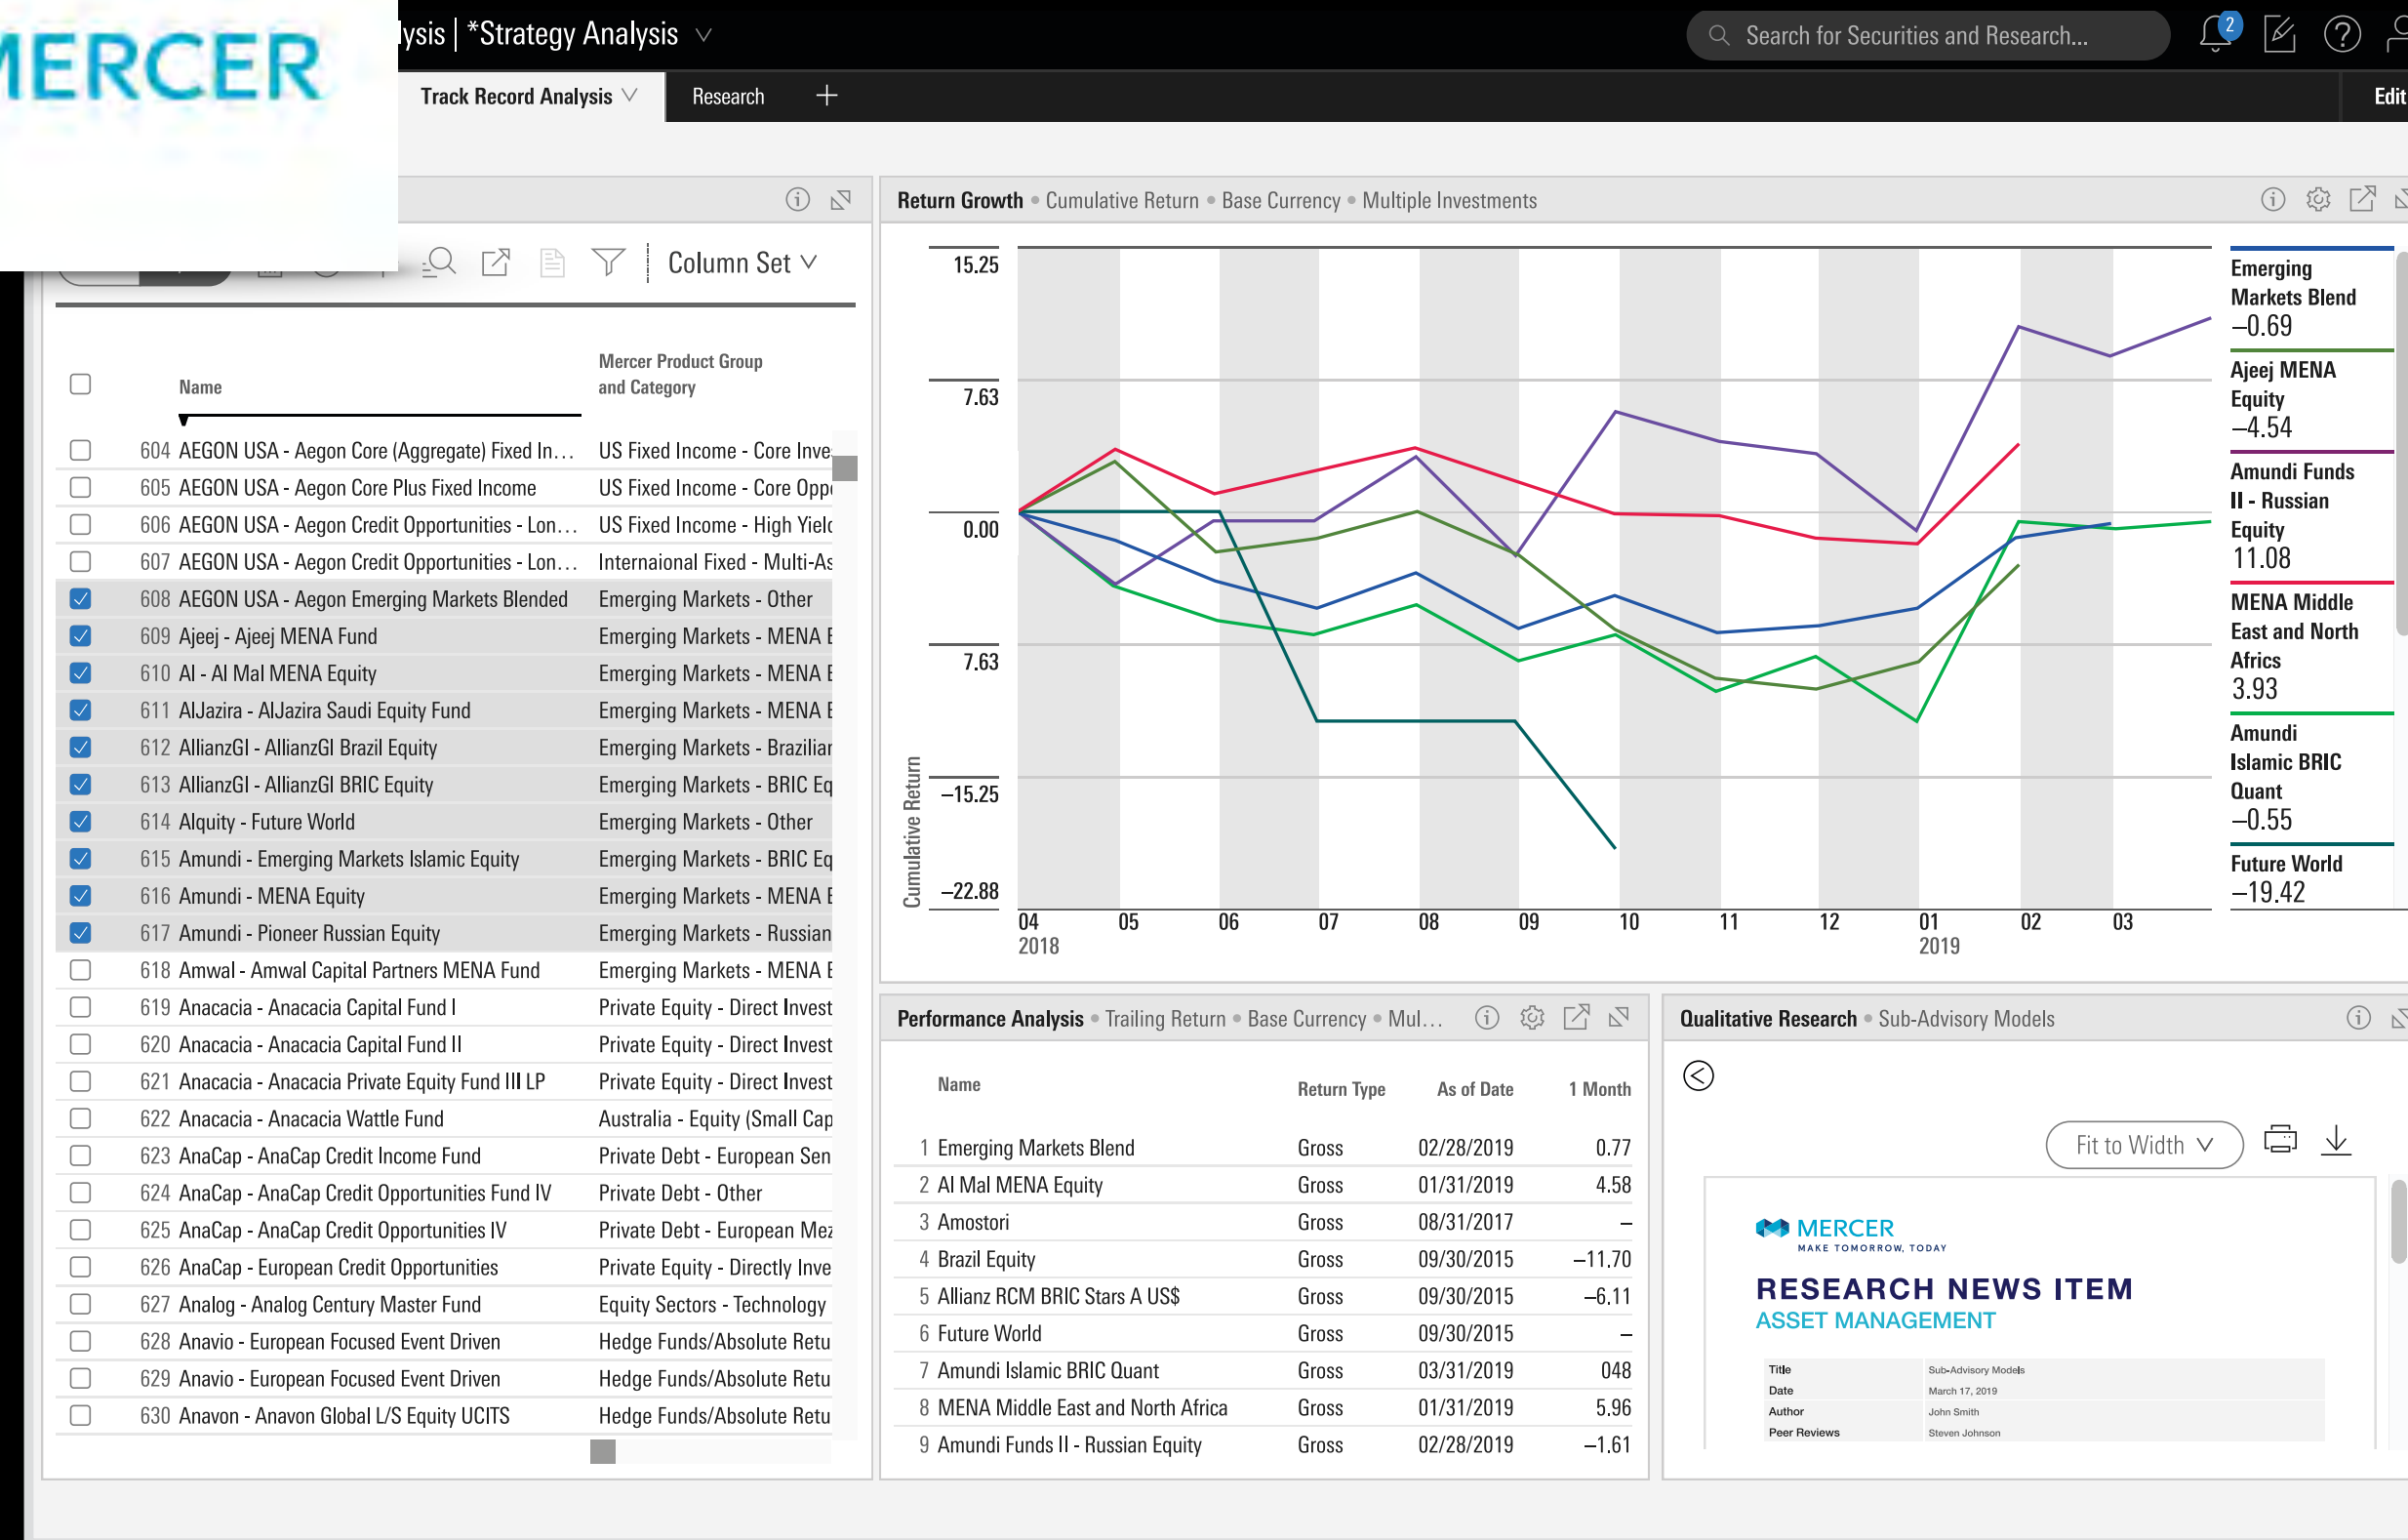 MERCER
lysis | *Strategy Analysis
Search for Securities and Research...
2
Track Record Analysis
Research
Edit
Column Set
Name
Mercer Product Group
and Category
604 AEGON USA - Aegon Core (Aggregate) Fixed In... US Fixed Income - Core Inve
605 AEGON USA - Aegon Core Plus Fixed Income US Fixed Income - Core Opp
606 AEGON USA - Aegon Credit Opportunities - Lon... US Fixed Income - High Yield
607 AEGON USA - Aegon Credit Opportunities - Lon... Internaional Fixed - Multi-As
608 AEGON USA - Aegon Emerging Markets Blended Emerging Markets - Other
609 Ajeej - Ajeej MENA Fund Emerging Markets - MENA E
610 Al - Al Mal MENA Equity Emerging Markets - MENA E
611 AlJazira - AlJazira Saudi Equity Fund Emerging Markets - MENA E
612 AllianzGI - AllianzGI Brazil Equity Emerging Markets - Brazilian
613 AllianzGI - AllianzGI BRIC Equity Emerging Markets - BRIC Eq
614 Alquity - Future World Emerging Markets - Other
615 Amundi - Emerging Markets Islamic Equity Emerging Markets - BRIC Eq
616 Amundi - MENA Equity Emerging Markets - MENA E
617 Amundi - Pioneer Russian Equity Emerging Markets - Russian
618 Amwal - Amwal Capital Partners MENA Fund Emerging Markets - MENA E
619 Anacacia - Anacacia Capital Fund I Private Equity - Direct Invest
620 Anacacia - Anacacia Capital Fund II Private Equity - Direct Invest
621 Anacacia - Anacacia Private Equity Fund III LP Private Equity - Direct Invest
622 Anacacia - Anacacia Wattle Fund Australia - Equity (Small Cap
623 AnaCap - AnaCap Credit Income Fund Private Debt - European Sen
624 AnaCap - AnaCap Credit Opportunities Fund IV Private Debt - Other
625 AnaCap - AnaCap Credit Opportunities IV Private Debt - European Mez
626 AnaCap - European Credit Opportunities Private Equity - Directly Inve
627 Analog - Analog Century Master Fund Equity Sectors - Technology
628 Anavio - European Focused Event Driven Hedge Funds/Absolute Retu
629 Anavio - European Focused Event Driven Hedge Funds/Absolute Retu
630 Anavon - Anavon Global L/S Equity UCITS Hedge Funds/Absolute Retu
Return Growth • Cumulative Return • Base Currency • Multiple Investments
15.25
7.63
0.00
7.63
–15.25
–22.88
Cumulative Return
04 05 06 07 08 09 10 11 12 01 02 03
2018 2019
Emerging
Markets Blend
–0.69
Ajeej MENA
Equity
–4.54
Amundi Funds
II - Russian
Equity
11.08
MENA Middle
East and North
Africs
3.93
Amundi
Islamic BRIC
Quant
–0.55
Future World
–19.42
Performance Analysis • Trailing Return • Base Currency • Mul...
Name Return Type As of Date 1 Month
1 Emerging Markets Blend Gross 02/28/2019 0.77
2 Al Mal MENA Equity Gross 01/31/2019 4.58
3 Amostori Gross 08/31/2017 –
4 Brazil Equity Gross 09/30/2015 –11.70
5 Allianz RCM BRIC Stars A US$ Gross 09/30/2015 –6.11
6 Future World Gross 09/30/2015 –
7 Amundi Islamic BRIC Quant Gross 03/31/2019 048
8 MENA Middle East and North Africa Gross 01/31/2019 5.96
9 Amundi Funds II - Russian Equity Gross 02/28/2019 –1.61
Qualitative Research • Sub-Advisory Models
Fit to Width
MERCER
MAKE TOMORROW, TODAY
RESEARCH NEWS ITEM
ASSET MANAGEMENT
Title Sub-Advisory Models
Date March 17, 2019
Author John Smith
Peer Reviews Steven Johnson